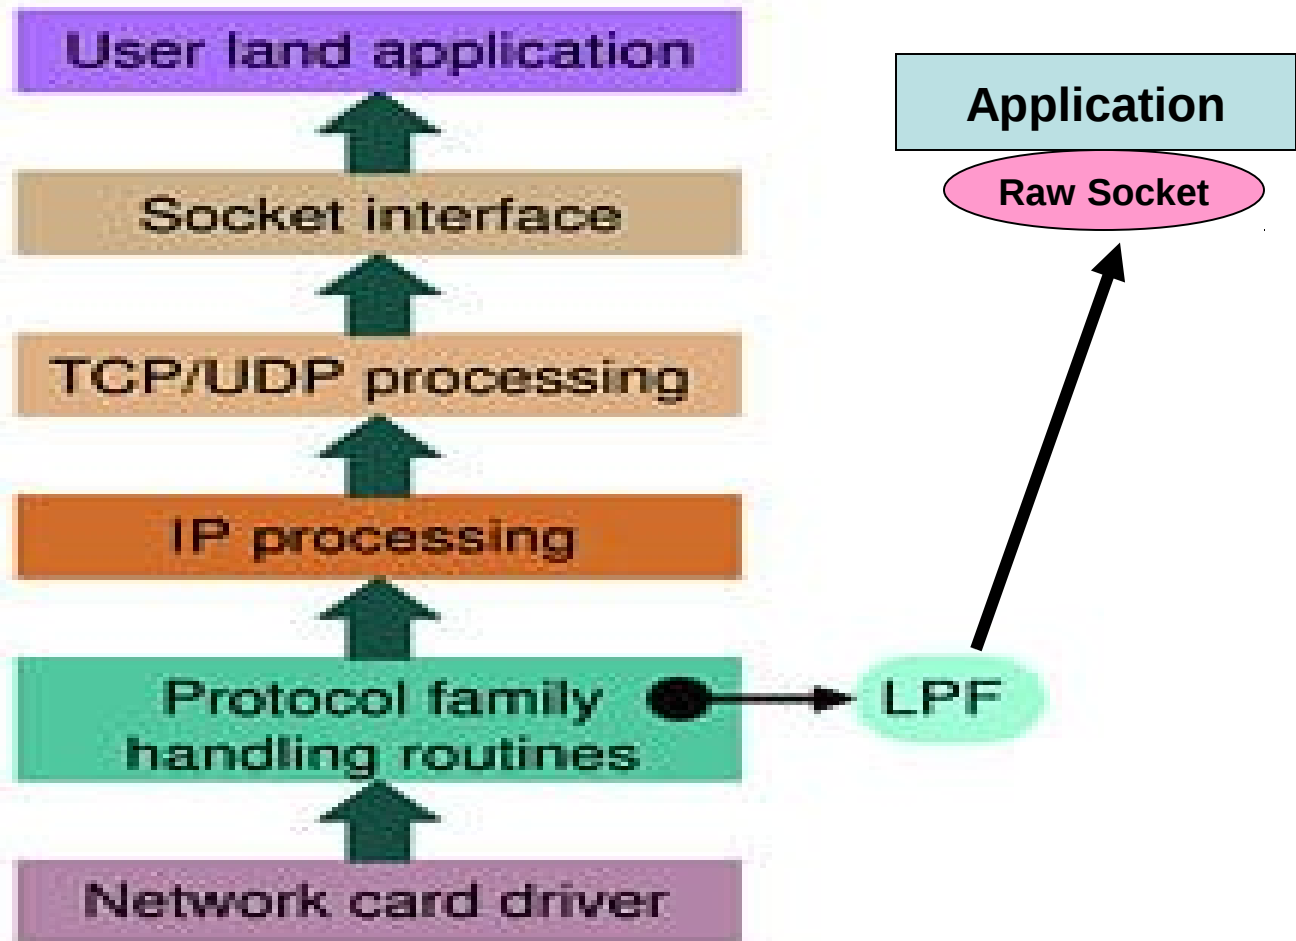 User land application
Socket interface
TCP/UDP processing
IP processing
Protocol family
handling routines
Network card driver
Application
Raw Socket
LPF